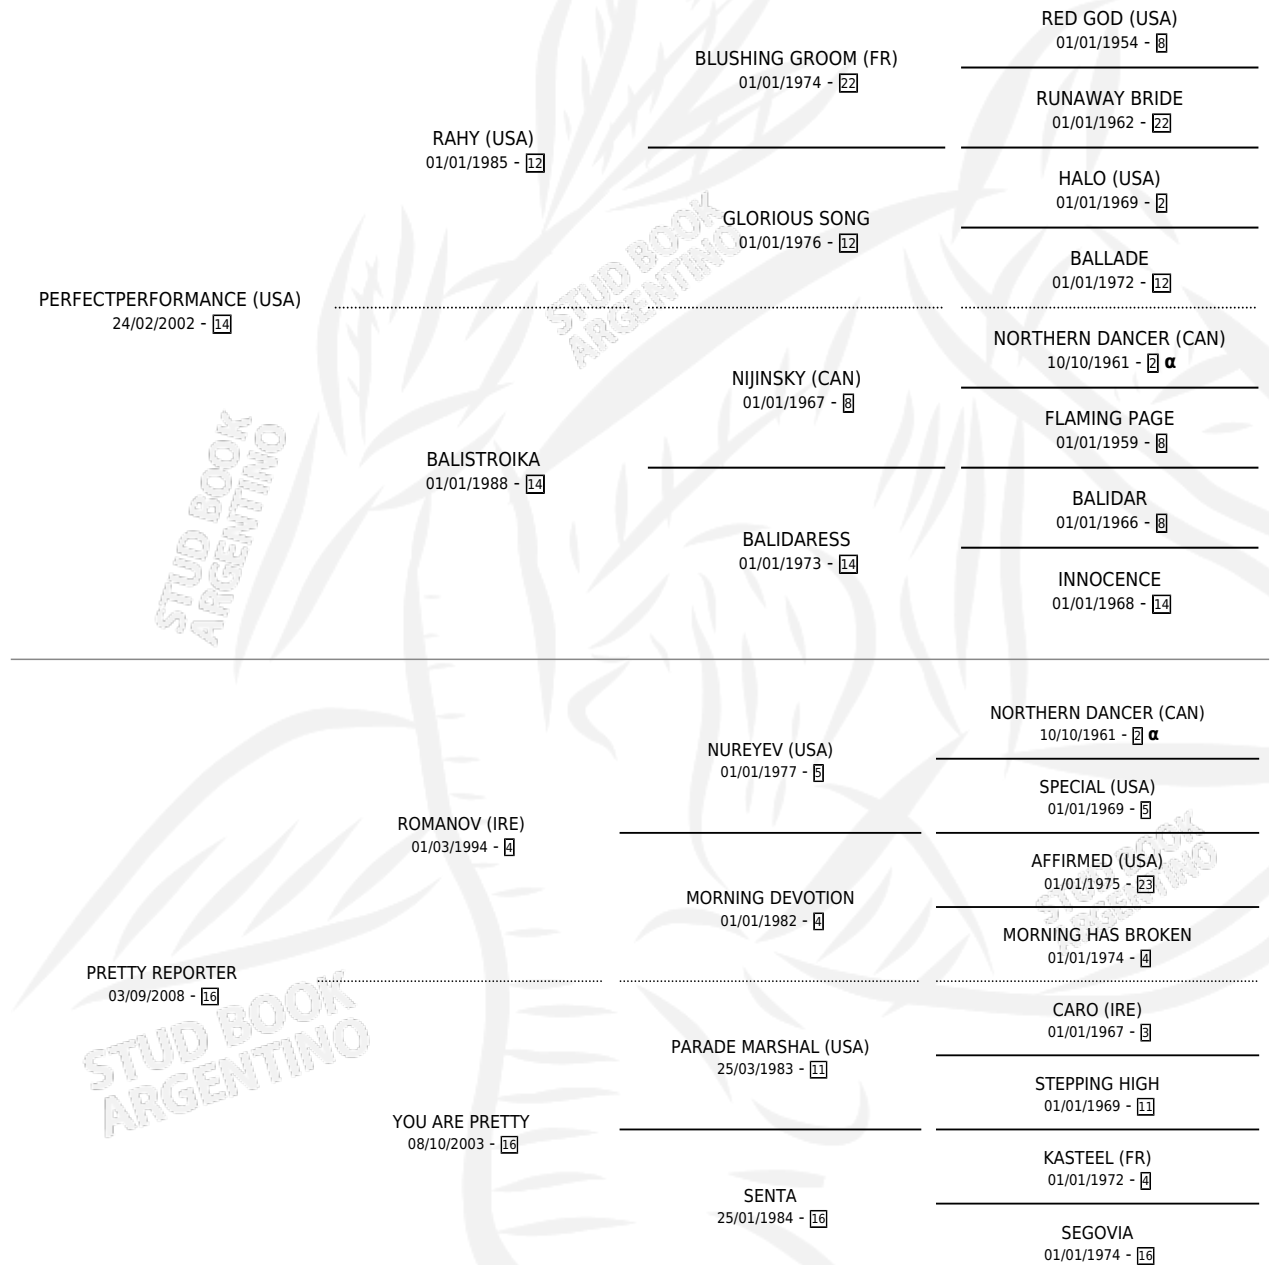 RED GOD (USA)
01/01/1954 - 8
BLUSHING GROOM (FR)
01/01/1974 - 22
RUNAWAY BRIDE
01/01/1962 - 22
RAHY (USA)
01/01/1985 - 12
HALO (USA)
01/01/1969 - 2
GLORIOUS SONG
01/01/1976 - 12
BALLADE
01/01/1972 - 12
STUD BOOK
ARGENTINO
PERFECTPERFORMANCE (USA)
24/02/2002 - 14
NORTHERN DANCER (CAN)
10/10/1961 - 2 α
NIJINSKY (CAN)
01/01/1967 - 8
FLAMING PAGE
01/01/1959 - 8
BALISTROIKA
01/01/1988 - 14
BALIDAR
01/01/1966 - 8
BALIDARESS
01/01/1973 - 14
INNOCENCE
01/01/1968 - 14
STUD BOOK
ARGENTINO
NORTHERN DANCER (CAN)
10/10/1961 - 2 α
NUREYEV (USA)
01/01/1977 - 5
SPECIAL (USA)
01/01/1969 - 5
ROMANOV (IRE)
01/03/1994 - 4
AFFIRMED (USA)
01/01/1975 - 23
MORNING DEVOTION
01/01/1982 - 4
MORNING HAS BROKEN
01/01/1974 - 4
STUD BOOK
ARGENTINO
PRETTY REPORTER
03/09/2008 - 16
CARO (IRE)
01/01/1967 - 3
PARADE MARSHAL (USA)
25/03/1983 - 11
STEPPING HIGH
01/01/1969 - 11
YOU ARE PRETTY
08/10/2003 - 16
KASTEEL (FR)
01/01/1972 - 4
SENTA
25/01/1984 - 16
SEGOVIA
01/01/1974 - 16
STUD BOOK
ARGENTINO